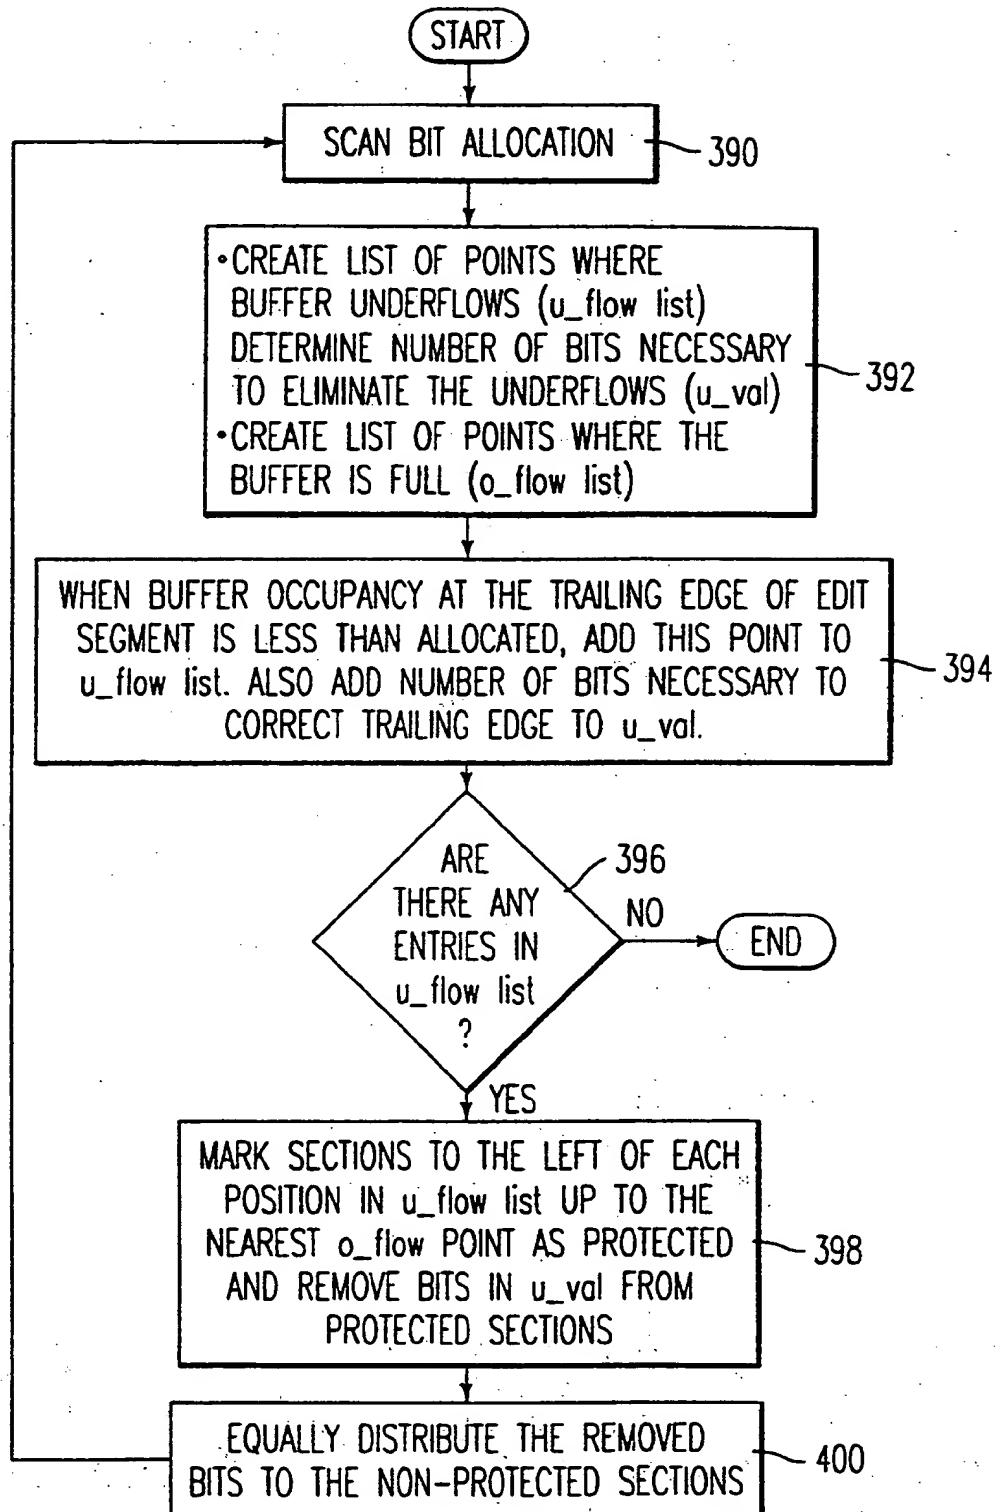 START
SCAN BIT ALLOCATION
390
•CREATE LIST OF POINTS WHERE
BUFFER UNDERFLOWS (u_flow list)
DETERMINE NUMBER OF BITS NECESSARY
TO ELIMINATE THE UNDERFLOWS (u_val)
•CREATE LIST OF POINTS WHERE THE
BUFFER IS FULL (o_flow list)
392
WHEN BUFFER OCCUPANCY AT THE TRAILING EDGE OF EDIT
SEGMENT IS LESS THAN ALLOCATED, ADD THIS POINT TO
u_flow list. ALSO ADD NUMBER OF BITS NECESSARY TO
CORRECT TRAILING EDGE TO u_val.
394
ARE
THERE ANY
ENTRIES IN
u_flow list
?
396
NO
END
YES
MARK SECTIONS TO THE LEFT OF EACH
POSITION IN u_flow list UP TO THE
NEAREST o_flow POINT AS PROTECTED
AND REMOVE BITS IN u_val FROM
PROTECTED SECTIONS
398
EQUALLY DISTRIBUTE THE REMOVED
BITS TO THE NON-PROTECTED SECTIONS
400